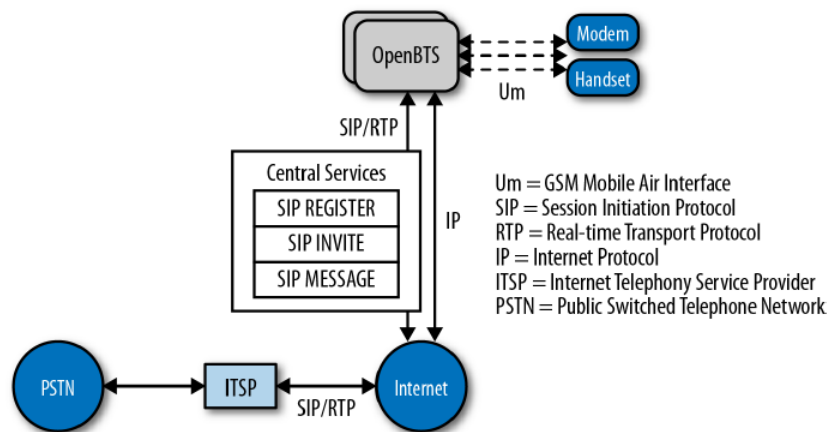 OpenBTS
Modem
Handset
Um
SIP/RTP
Central Services
SIP REGISTER
SIP INVITE
SIP MESSAGE
IP
Um = GSM Mobile Air Interface
SIP = Session Initiation Protocol
RTP = Real-time Transport Protocol
IP = Internet Protocol
ITSP = Internet Telephony Service Provider
PSTN = Public Switched Telephone Network
PSTN
ITSP
SIP/RTP
Internet